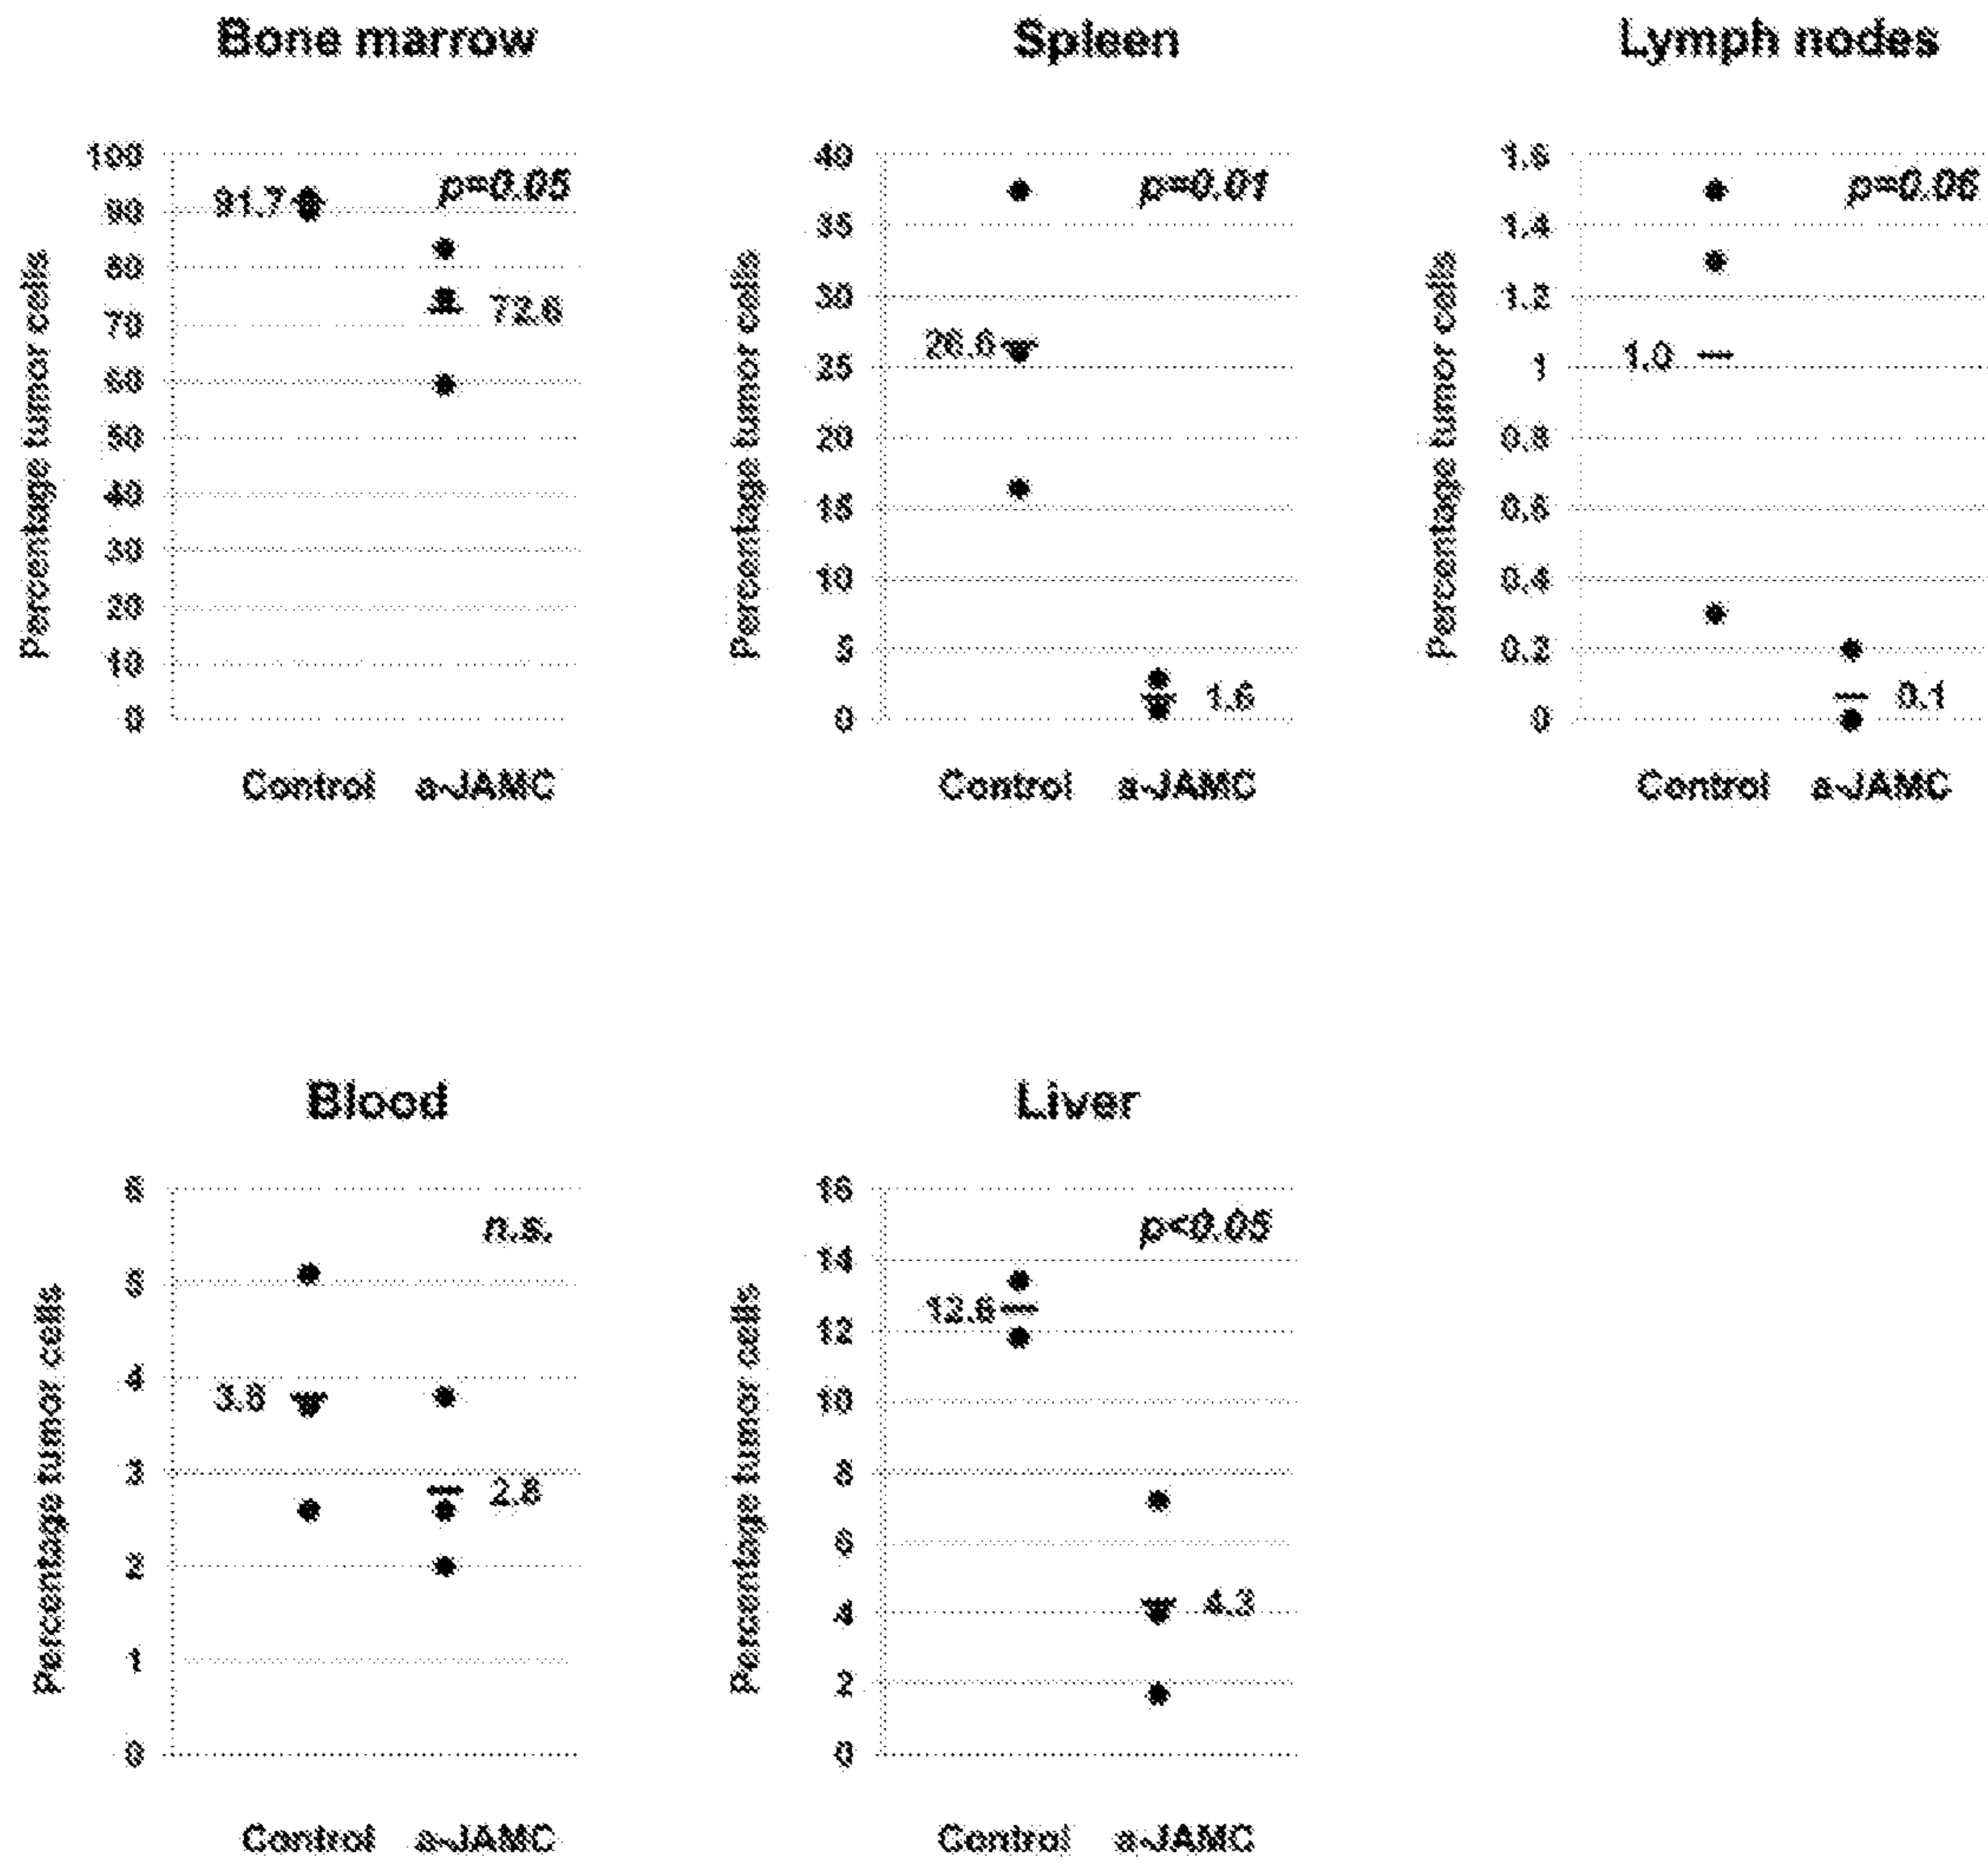 Bone marrow
Percentage tumor cells
100
90
80
70
60
50
40
30
20
10
0
91.7
p=0.05
72.6
Control a-JAMC
Spleen
Percentage tumor cells
40
35
30
25
20
15
10
5
0
p=0.01
26.6
1.6
Control a-JAMC
Lymph nodes
Percentage tumor cells
1.6
1.4
1.2
1
0.8
0.6
0.4
0.2
0
p=0.06
1.0
0.1
Control a-JAMC
Blood
Percentage tumor cells
6
5
4
3
2
1
0
n.s.
3.8
2.8
Control a-JAMC
Liver
Percentage tumor cells
16
14
12
10
8
6
4
2
0
p<0.05
12.6
4.3
Control a-JAMC